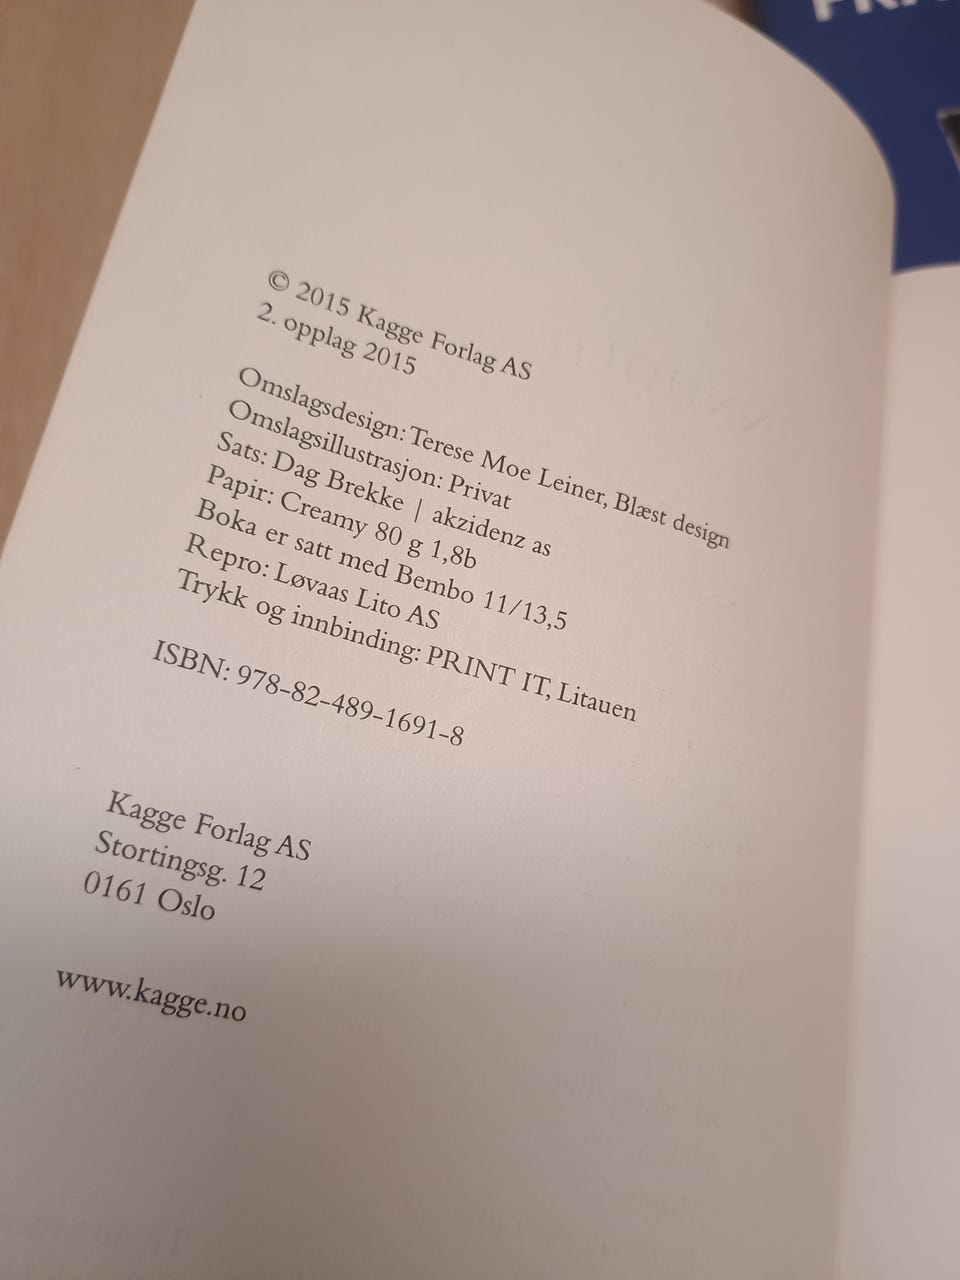 © 2015 Kagge Forlag AS
2. opplag 2015
Omslagsdesign: Terese Moe Leiner, Blæst design
Omslagsillustrasjon: Privat
Sats: Dag Brekke | akzidenz as
Papir: Creamy 80 g 1,8b
Boka er satt med Bembo 11/13,5
Repro: Løvaas Lito AS
Trykk og innbinding: PRINT IT, Litauen
ISBN: 978-82-489-1691-8
Kagge Forlag AS
Stortingsg. 12
0161 Oslo
www.kagge.no